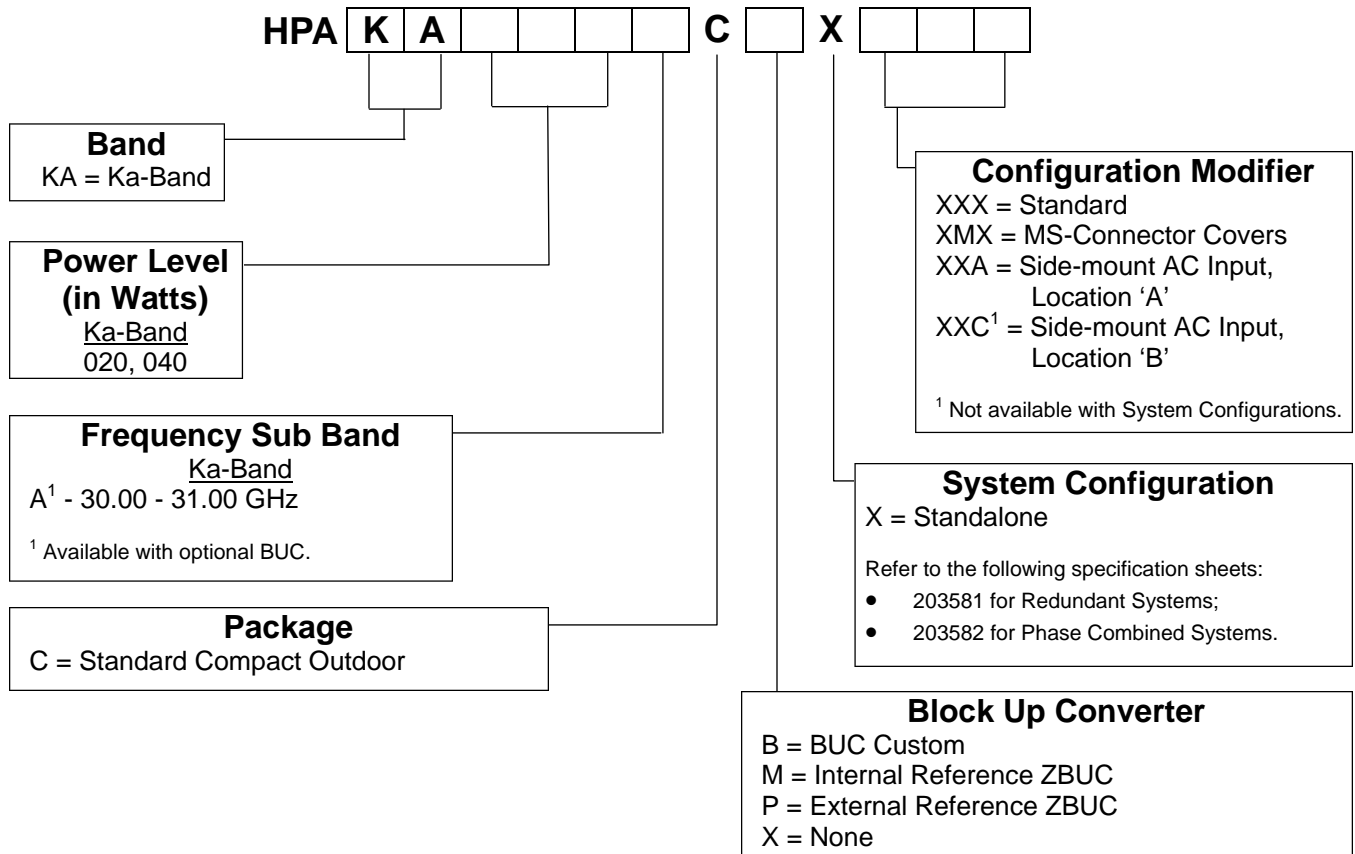 HPA K A C X
Band
KA = Ka-Band
Power Level
(in Watts)
Ka-Band
020, 040
Frequency Sub Band
Ka-Band
A¹ - 30.00 - 31.00 GHz
¹ Available with optional BUC.
Package
C = Standard Compact Outdoor
Configuration Modifier
XXX = Standard
XMX = MS-Connector Covers
XXA = Side-mount AC Input,
Location ‘A’
XXC¹ = Side-mount AC Input,
Location ‘B’
¹ Not available with System Configurations.
System Configuration
X = Standalone
Refer to the following specification sheets:
• 203581 for Redundant Systems;
• 203582 for Phase Combined Systems.
Block Up Converter
B = BUC Custom
M = Internal Reference ZBUC
P = External Reference ZBUC
X = None